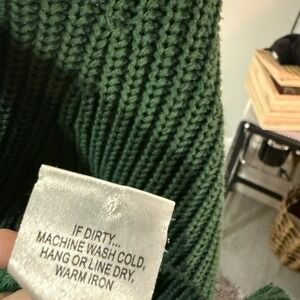 IF DIRTY...
MACHINE WASH COLD,
HANG OR LINE DRY,
WARM IRON